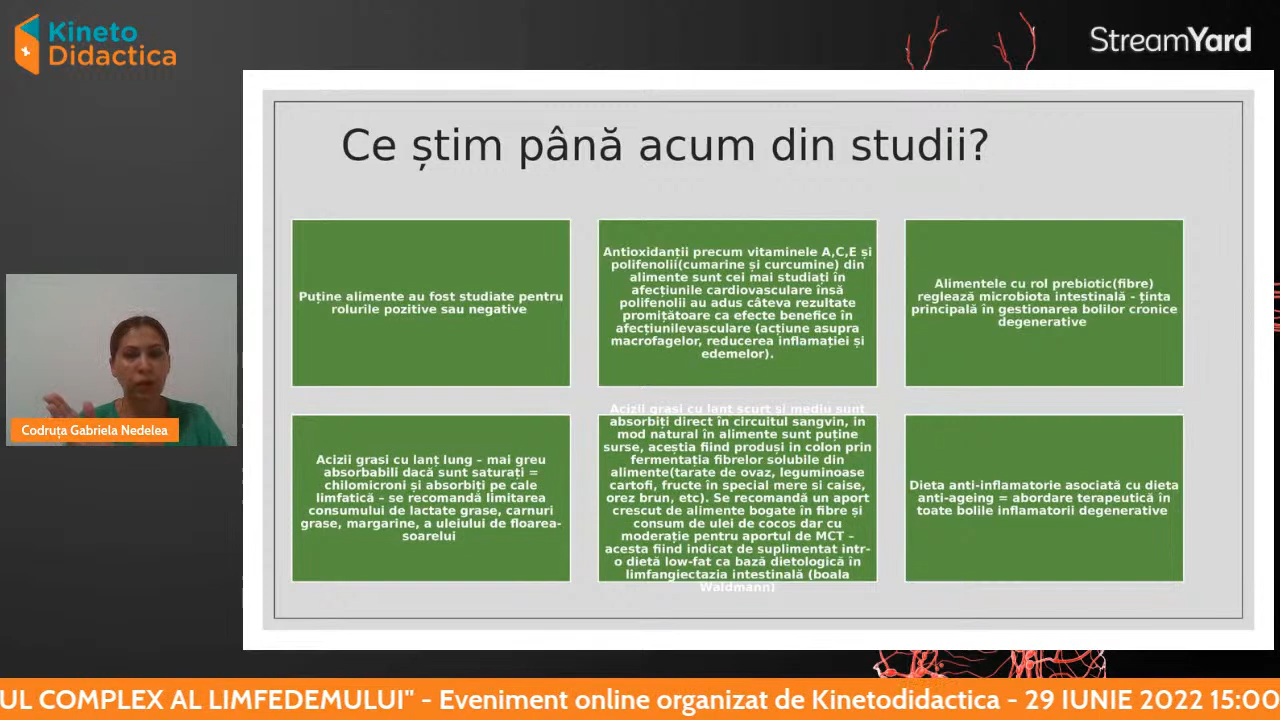 Kineto
Didactica
StreamYard
Ce știm până acum din studii?
Puține alimente au fost studiate pentru
rolurile pozitive sau negative
Antioxidanții precum vitaminele A,C,E și
polifenolii(cumarine și curcumine) din
alimente sunt cei mai studiați în
afecțiunile cardiovasculare însă
polifenolii au adus câteva rezultate
promițătoare ca efecte benefice în
afecțiunilevasculare (acțiune asupra
macrofagelor, reducerea inflamației și
edemelor).
Alimentele cu rol prebiotic(fibre)
reglează microbiota intestinală - ținta
principală în gestionarea bolilor cronice
degenerative
Acizii grasi cu lanț lung – mai greu
absorbabili dacă sunt saturați =
chilomicroni și absorbiți pe cale
limfatică – se recomandă limitarea
consumului de lactate grase, carnuri
grase, margarine, a uleiului de floarea-
soarelui
Acizii grasi cu lant scurt si mediu sunt
absorbiți direct în circuitul sangvin, in
mod natural în alimente sunt puține
surse, aceștia fiind produși in colon prin
fermentația fibrelor solubile din
alimente(tarate de ovaz, leguminoase
cartofi, fructe în special mere si caise,
orez brun, etc). Se recomandă un aport
crescut de alimente bogate în fibre și
consum de ulei de cocos dar cu
moderație pentru aportul de MCT –
acesta fiind indicat de suplimentat intr-
o dietă low-fat ca bază dietologică în
limfangiectazia intestinală (boala
Waldmann)
Dieta anti-inflamatorie asociată cu dieta
anti-ageing = abordare terapeutică în
toate bolile inflamatorii degenerative
Codruța Gabriela Nedelea
UL COMPLEX AL LIMFEDEMULUI" - Eveniment online organizat de Kinetodidactica - 29 IUNIE 2022 15:00